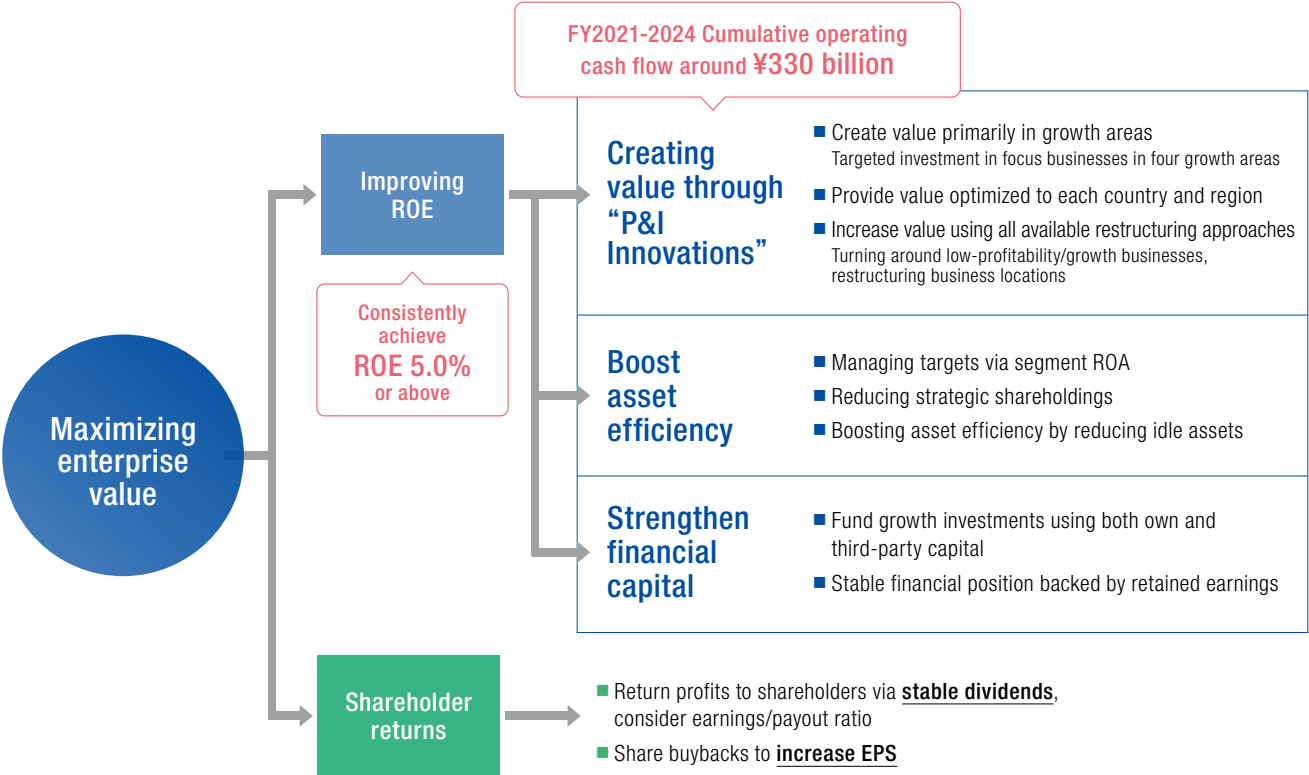 FY2021-2024 Cumulative operating
cash flow around ¥330 billion
Maximizing
enterprise
value
Improving
ROE
Consistently
achieve
ROE 5.0%
or above
Creating
value through
“P&I
Innovations”
■ Create value primarily in growth areas
Targeted investment in focus businesses in four growth areas
■ Provide value optimized to each country and region
■ Increase value using all available restructuring approaches
Turning around low-profitability/growth businesses,
restructuring business locations
Boost
asset
efficiency
■ Managing targets via segment ROA
■ Reducing strategic shareholdings
■ Boosting asset efficiency by reducing idle assets
Strengthen
financial
capital
■ Fund growth investments using both own and
third-party capital
■ Stable financial position backed by retained earnings
Shareholder
returns
■ Return profits to shareholders via stable dividends,
consider earnings/payout ratio
■ Share buybacks to increase EPS